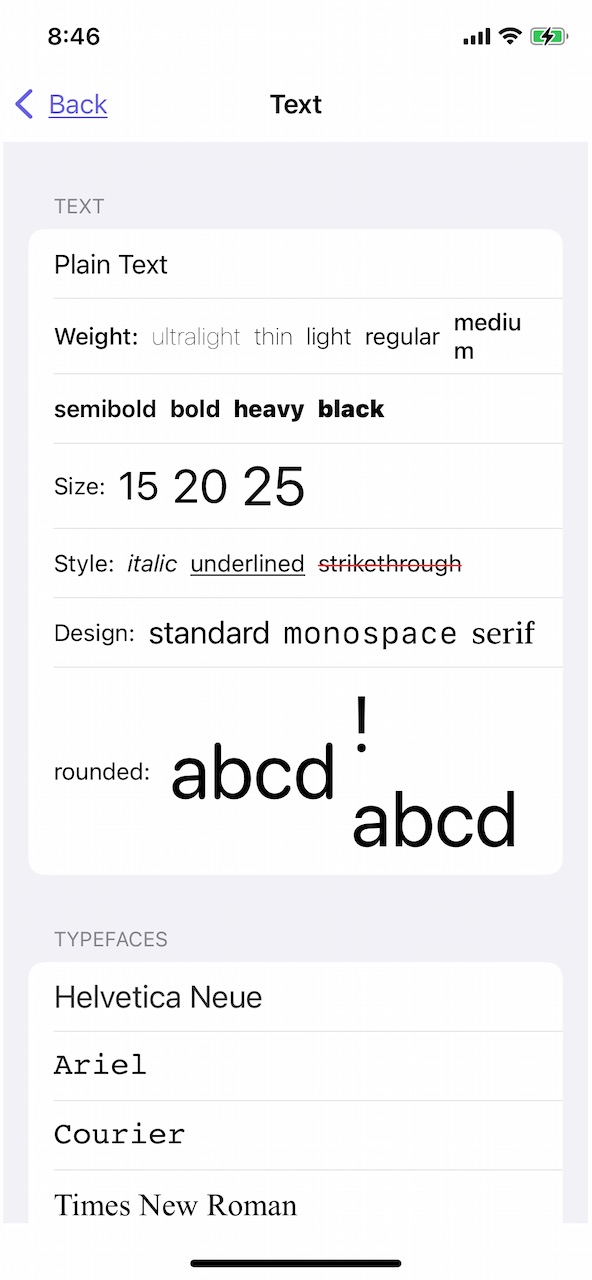 8:46
Back Text
TEXT
Plain Text
Weight: ultralight thin light regular mediu
m
semibold bold heavy black
Size: 15 20 25
Style: italic underlined strikethrough
Design: standard monospace serif
rounded: abcd !
abcd
TYPEFACES
Helvetica Neue
Ariel
Courier
Times New Roman